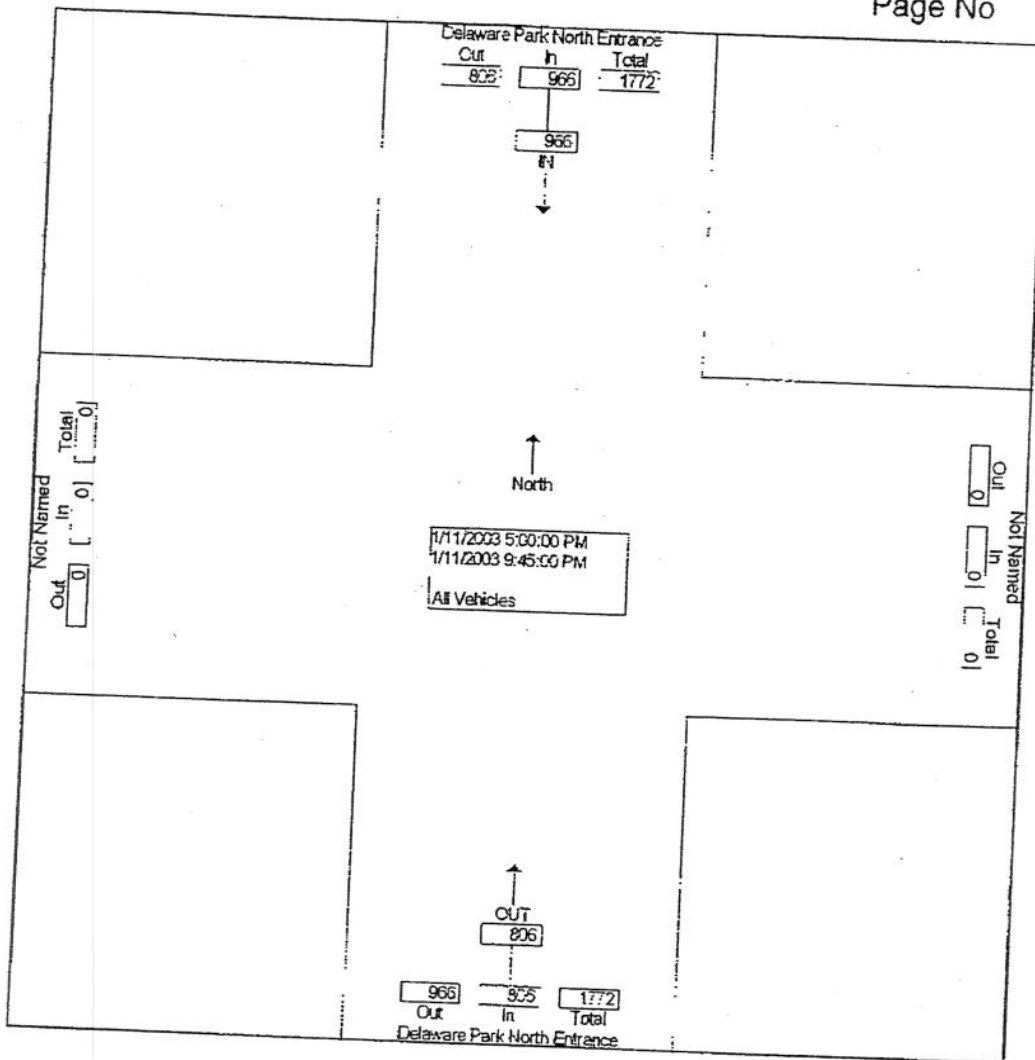 Page No
Delaware Park North Entrance
Out In Total
806 966 1772
966
IN
Total 0
In 0
Out 0
Not Named
North
1/11/2003 5:00:00 PM
1/11/2003 9:45:00 PM
All Vehicles
Out 0
In 0
Total 0
Not Named
OUT
806
966 806 1772
Out In Total
Delaware Park North Entrance